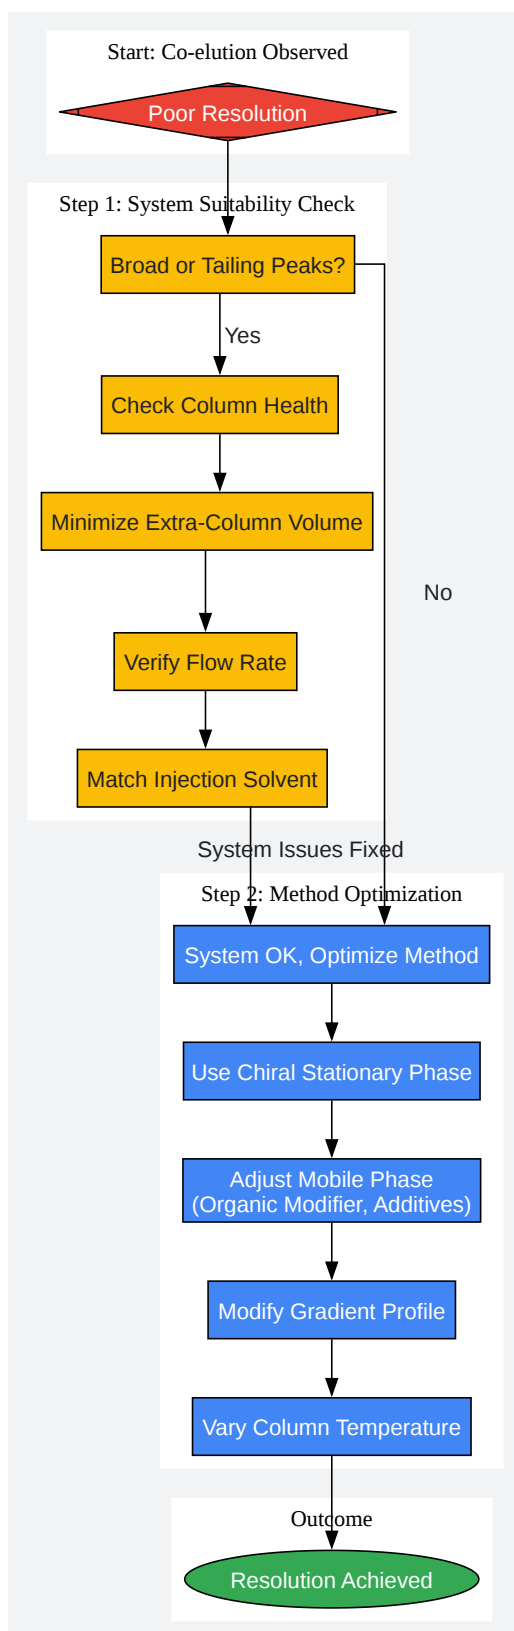 Start: Co-elution Observed
Poor Resolution
Step 1: System Suitability Check
Broad or Tailing Peaks?
Yes
Check Column Health
Minimize Extra-Column Volume
No
Verify Flow Rate
Match Injection Solvent
System Issues Fixed
Step 2: Method Optimization
System OK, Optimize Method
Use Chiral Stationary Phase
Adjust Mobile Phase
(Organic Modifier, Additives)
Modify Gradient Profile
Vary Column Temperature
Outcome
Resolution Achieved